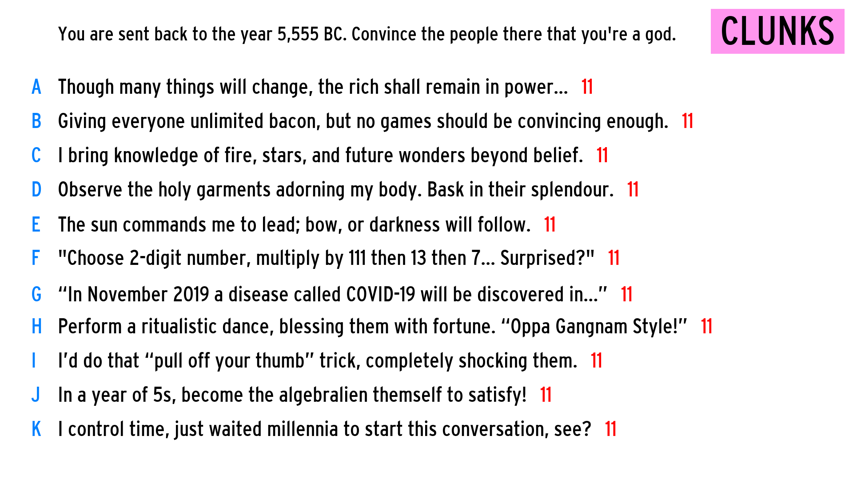 You are sent back to the year 5,555 BC. Convince the people there that you're a god. CLUNKS
A Though many things will change, the rich shall remain in power... 11
B Giving everyone unlimited bacon, but no games should be convincing enough. 11
C I bring knowledge of fire, stars, and future wonders beyond belief. 11
D Observe the holy garments adorning my body. Bask in their splendour. 11
E The sun commands me to lead; bow, or darkness will follow. 11
F "Choose 2-digit number, multiply by 111 then 13 then 7... Surprised?" 11
G “In November 2019 a disease called COVID-19 will be discovered in...” 11
H Perform a ritualistic dance, blessing them with fortune. “Oppa Gangnam Style!” 11
I I’d do that “pull off your thumb” trick, completely shocking them. 11
J In a year of 5s, become the algebralien themself to satisfy! 11
K I control time, just waited millennia to start this conversation, see? 11